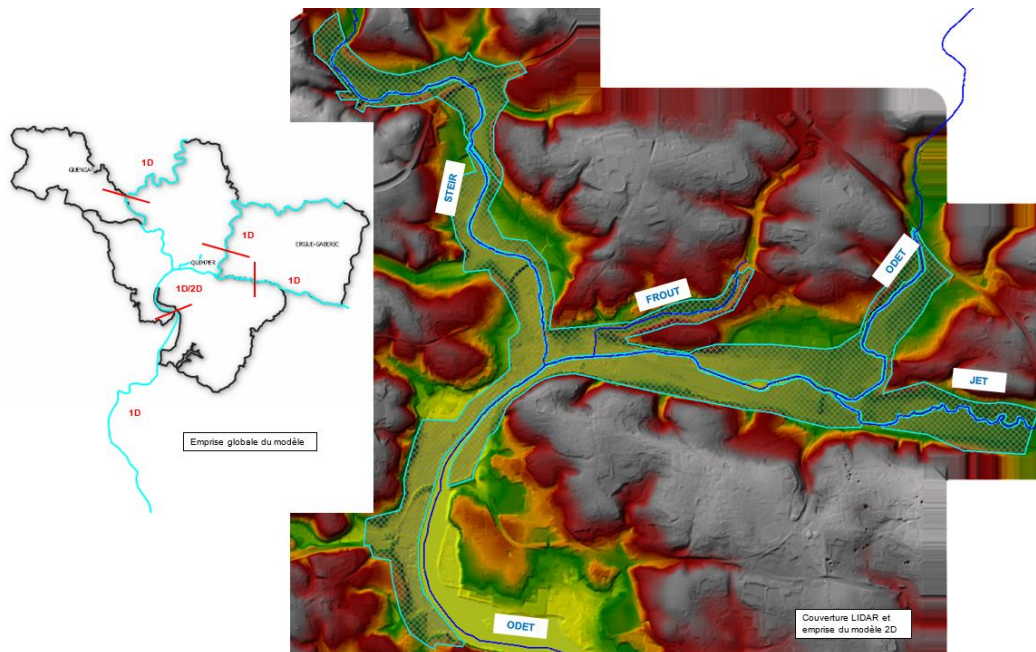 1D
GUENGAT
1D
ERGUE-GABERIC
QUIMPER
1D/2D
1D
1D
Emprise globale du modèle
STEIR
FROUT
ODET
JET
ODET
Couverture LIDAR et
emprise du modèle 2D